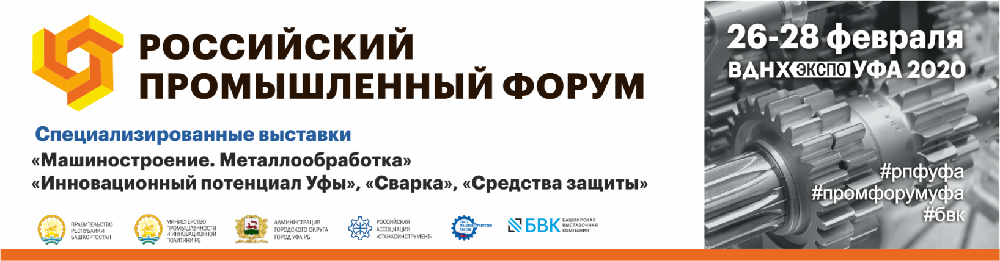 РОССИЙСКИЙ
ПРОМЫШЛЕННЫЙ ФОРУМ
Специализированные выставки
«Машиностроение. Металлообработка»
«Инновационный потенциал Уфы», «Сварка», «Средства защиты»
ПРАВИТЕЛЬСТВО
РЕСПУБЛИКИ
БАШКОРТОСТАН
МИНИСТЕРСТВО
ПРОМЫШЛЕННОСТИ
И ИННОВАЦИОННОЙ
ПОЛИТИКИ РБ
АДМИНИСТРАЦИЯ
ГОРОДСКОГО ОКРУГА
ГОРОД УФА РБ
РОССИЙСКАЯ
АССОЦИАЦИЯ
«СТАНКОИНСТРУМЕНТ»
СОЮЗ
МАШИНОСТРОИТЕЛЕЙ
РОССИИ
БВК
БАШКИРСКАЯ
ВЫСТАВОЧНАЯ
КОМПАНИЯ
26-28 февраля
ВДНХ ЭКСПО УФА 2020
#рпфуфа
#промфорумуфа
#бвк